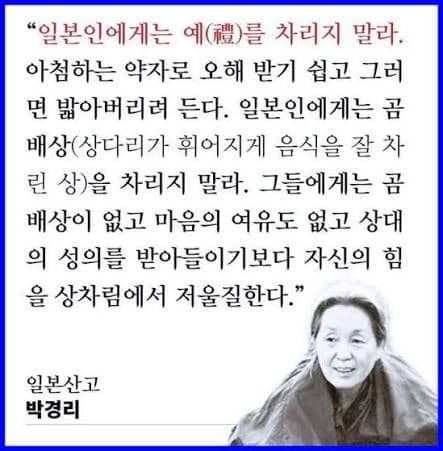 “일본인에게는 예(禮)를 차리지 말라.
아첨하는 약자로 오해 받기 쉽고 그러
면 밟아버리려 든다. 일본인에게는 곰
배상(상다리가 휘어지게 음식을 잘 차
린 상)을 차리지 말라. 그들에게는 곰
배상이 없고 마음의 여유도 없고 상대
의 성의를 받아들이기보다 자신의 힘
을 상차림에서 저울질한다.”
일본산고
박경리